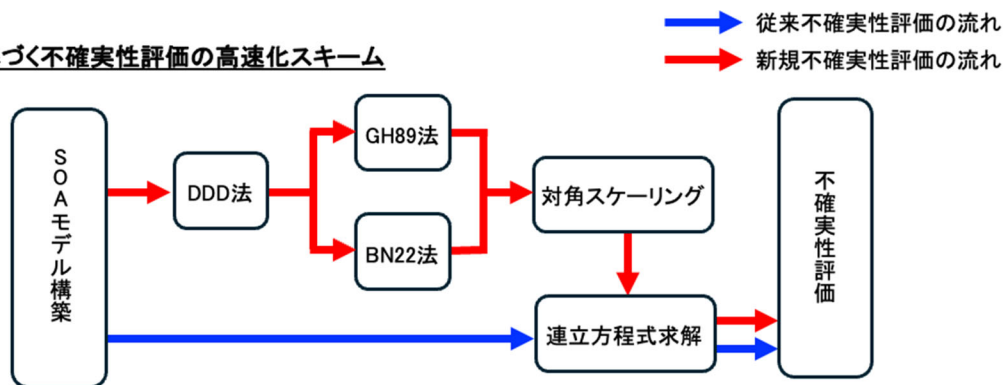 従来不確実性評価の流れ
づく不確実性評価の高速化スキーム
新規不確実性評価の流れ
SOAモデル構築
DDD法
GH89法
BN22法
対角スケーリング
連立方程式求解
不確実性評価